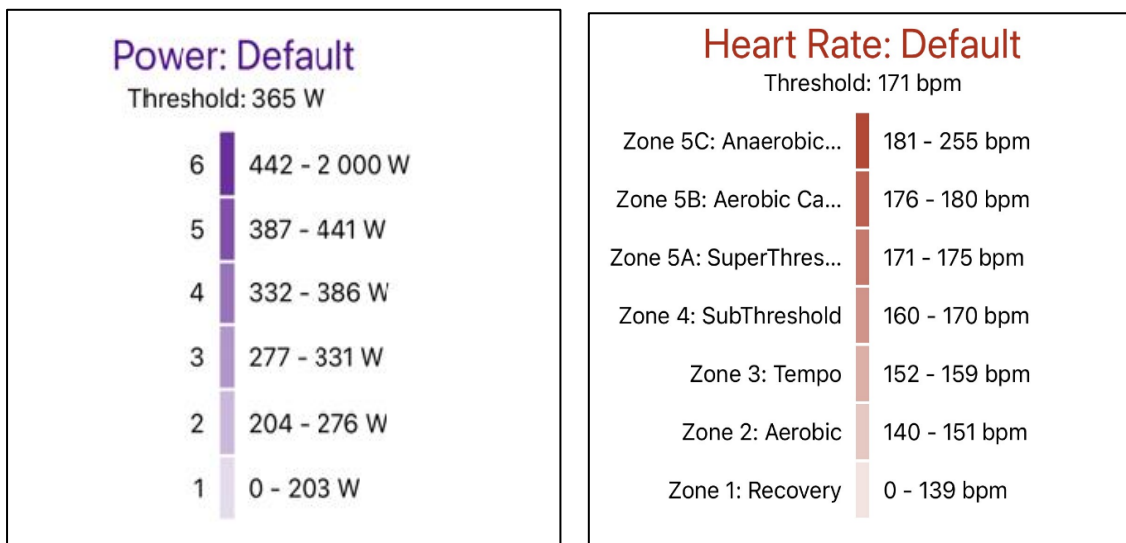 Power: Default
Threshold: 365 W
6 442 - 2 000 W
5 387 - 441 W
4 332 - 386 W
3 277 - 331 W
2 204 - 276 W
1 0 - 203 W
Heart Rate: Default
Threshold: 171 bpm
Zone 5C: Anaerobic... 181 - 255 bpm
Zone 5B: Aerobic Ca... 176 - 180 bpm
Zone 5A: SuperThres... 171 - 175 bpm
Zone 4: SubThreshold 160 - 170 bpm
Zone 3: Tempo 152 - 159 bpm
Zone 2: Aerobic 140 - 151 bpm
Zone 1: Recovery 0 - 139 bpm